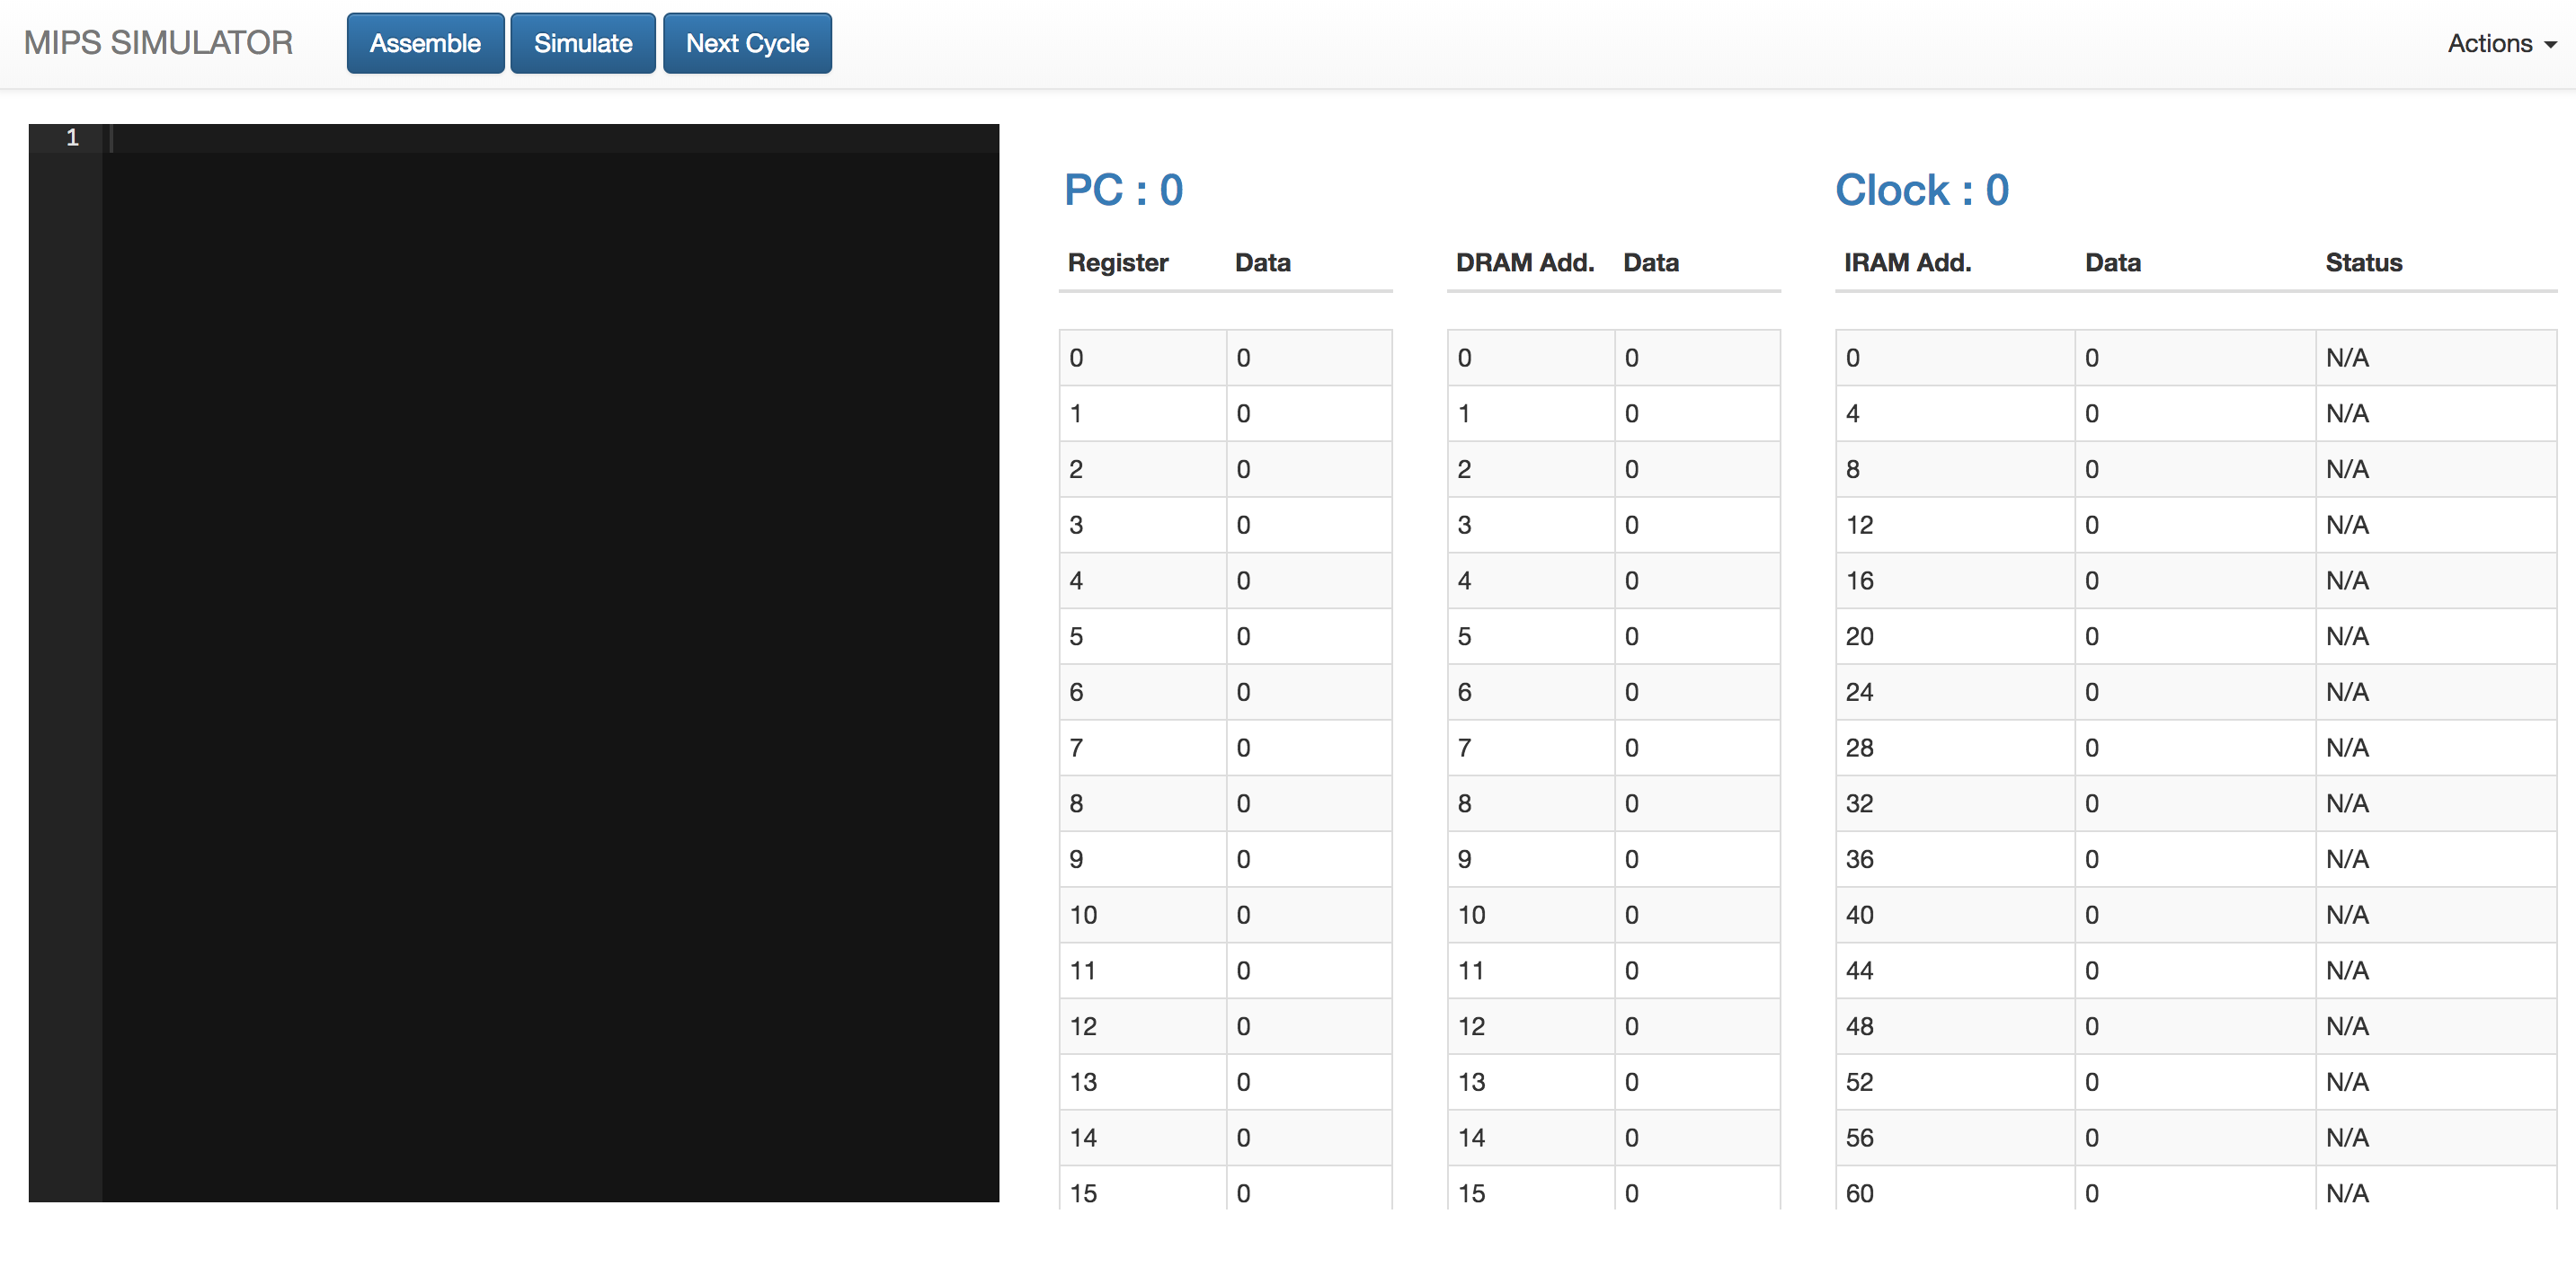 MIPS SIMULATOR Assemble Simulate Next Cycle Actions
1
PC : 0 Clock : 0
Register Data DRAM Add. Data IRAM Add. Data Status
0 0 0 0 0 0 N/A
1 0 1 0 4 0 N/A
2 0 2 0 8 0 N/A
3 0 3 0 12 0 N/A
4 0 4 0 16 0 N/A
5 0 5 0 20 0 N/A
6 0 6 0 24 0 N/A
7 0 7 0 28 0 N/A
8 0 8 0 32 0 N/A
9 0 9 0 36 0 N/A
10 0 10 0 40 0 N/A
11 0 11 0 44 0 N/A
12 0 12 0 48 0 N/A
13 0 13 0 52 0 N/A
14 0 14 0 56 0 N/A
15 0 15 0 60 0 N/A